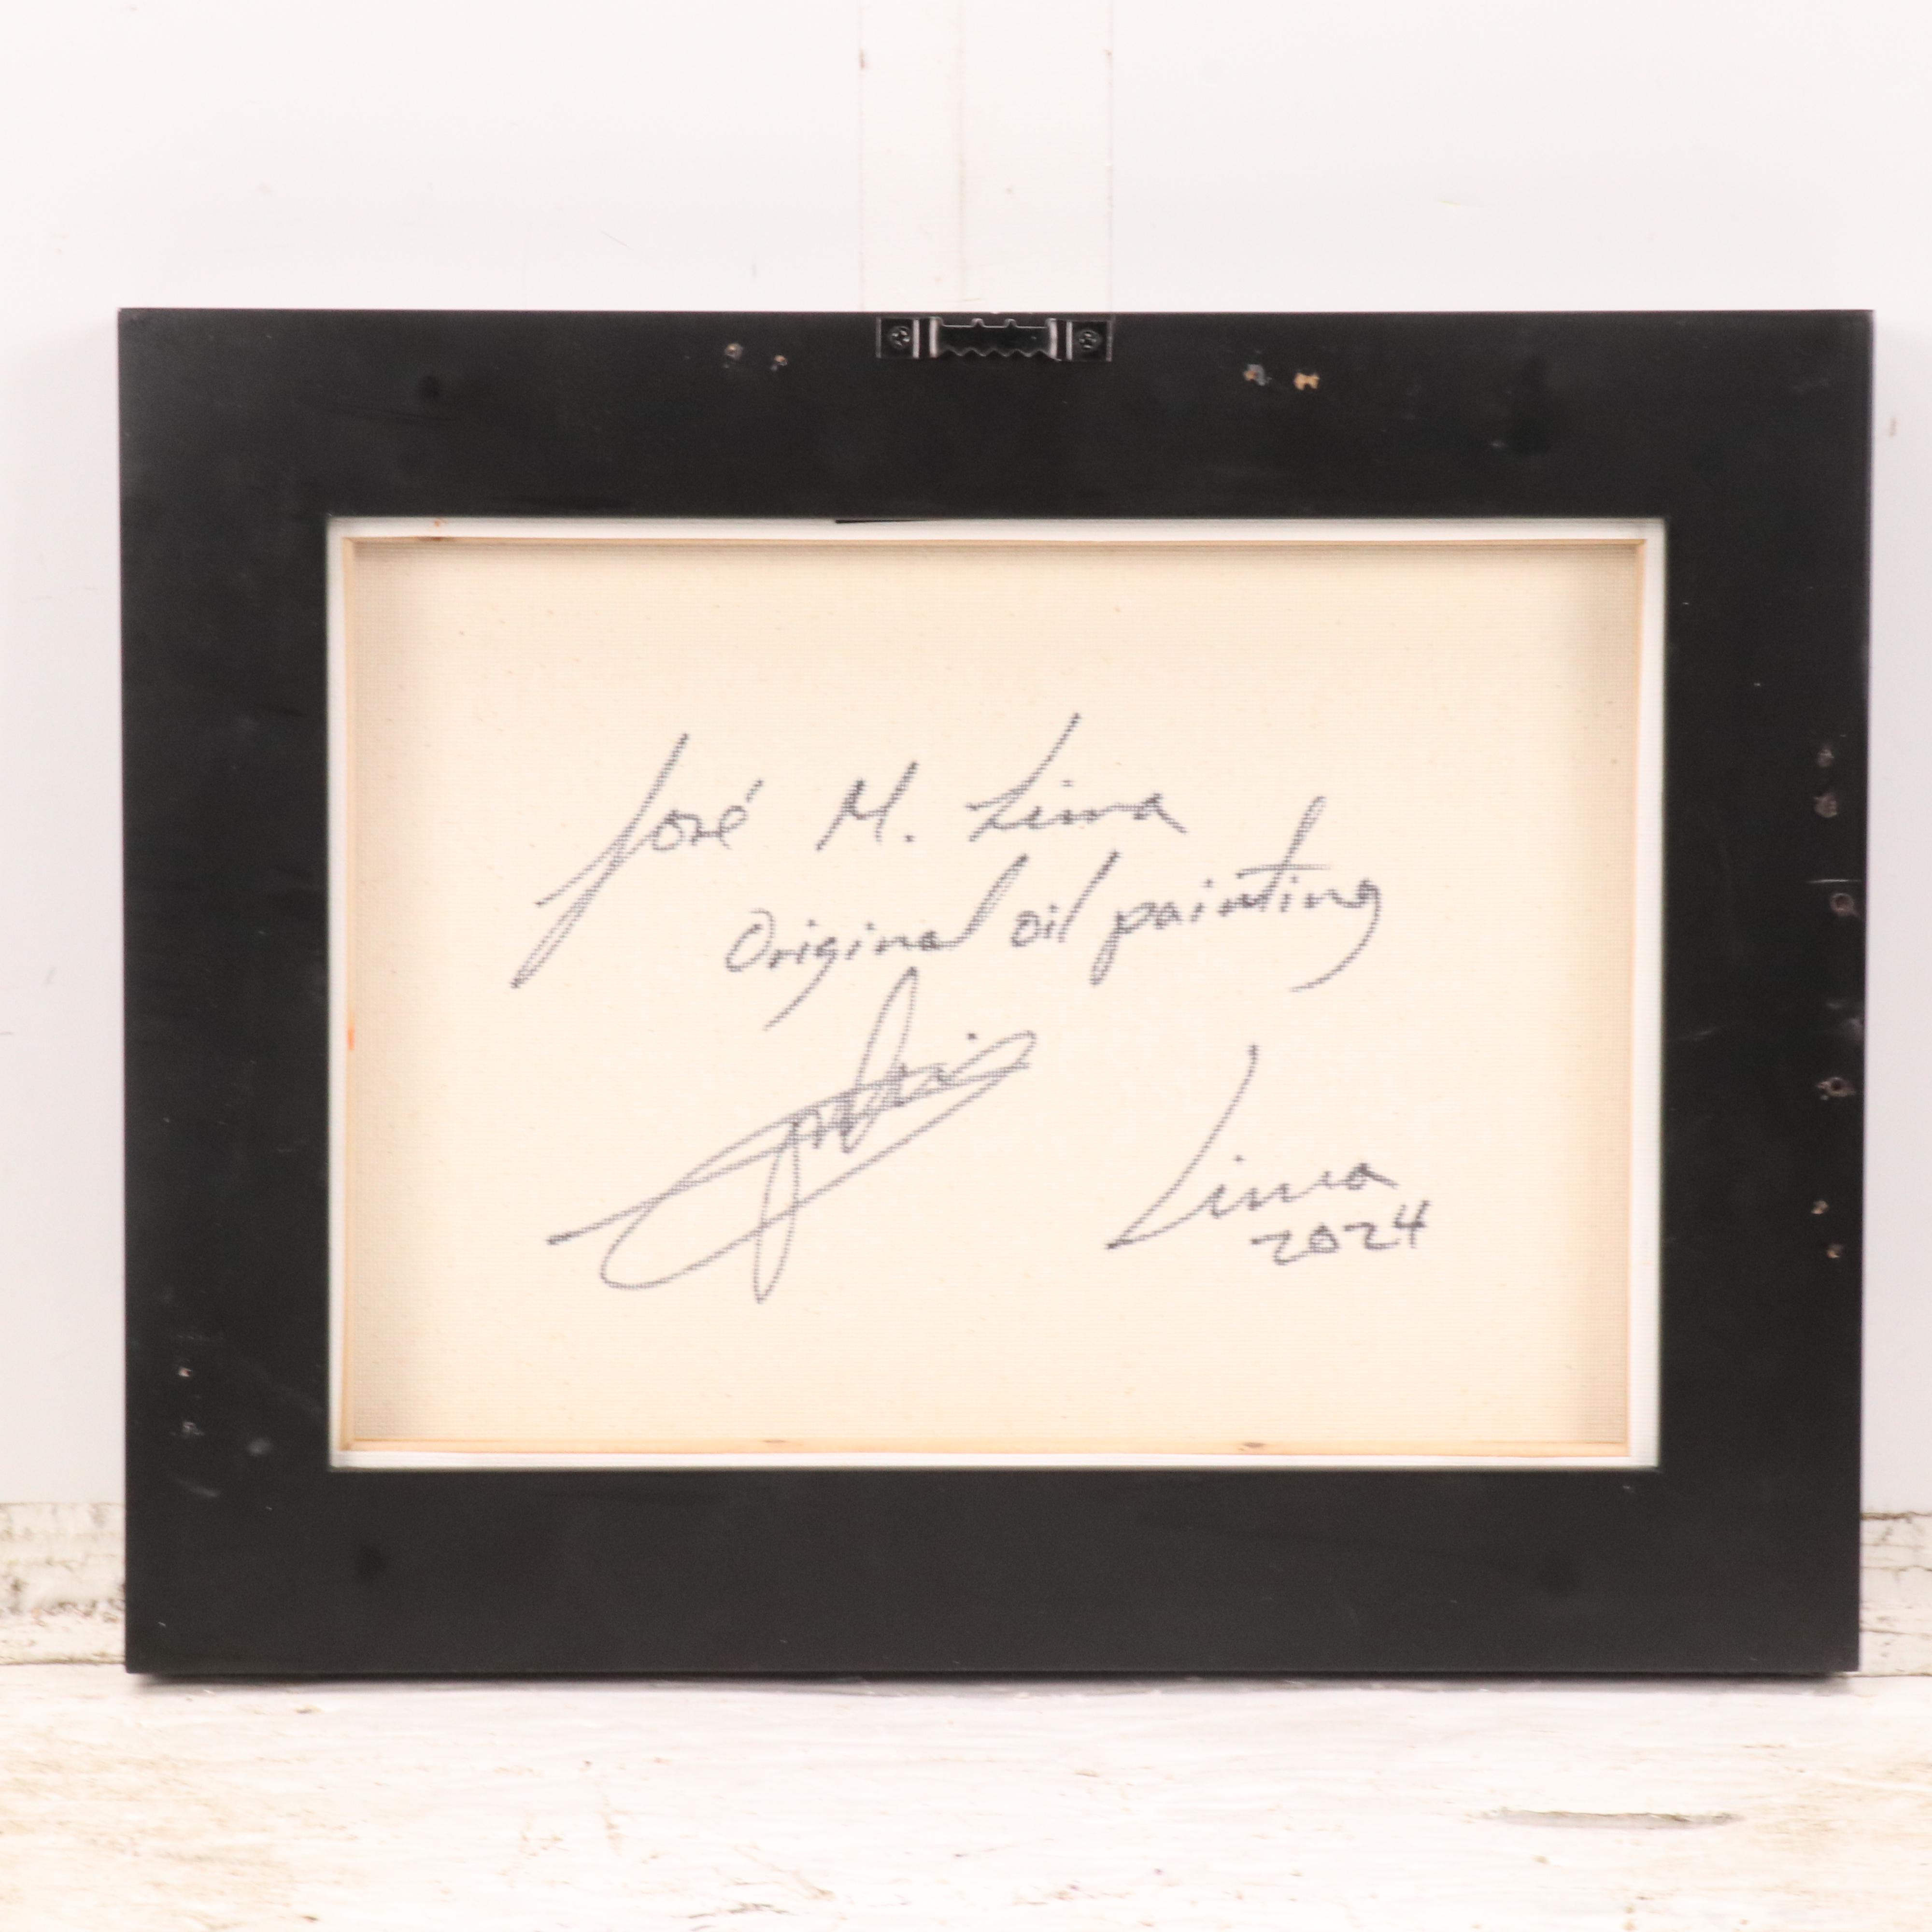 José M. Lima
Original oil painting
Lima
2024